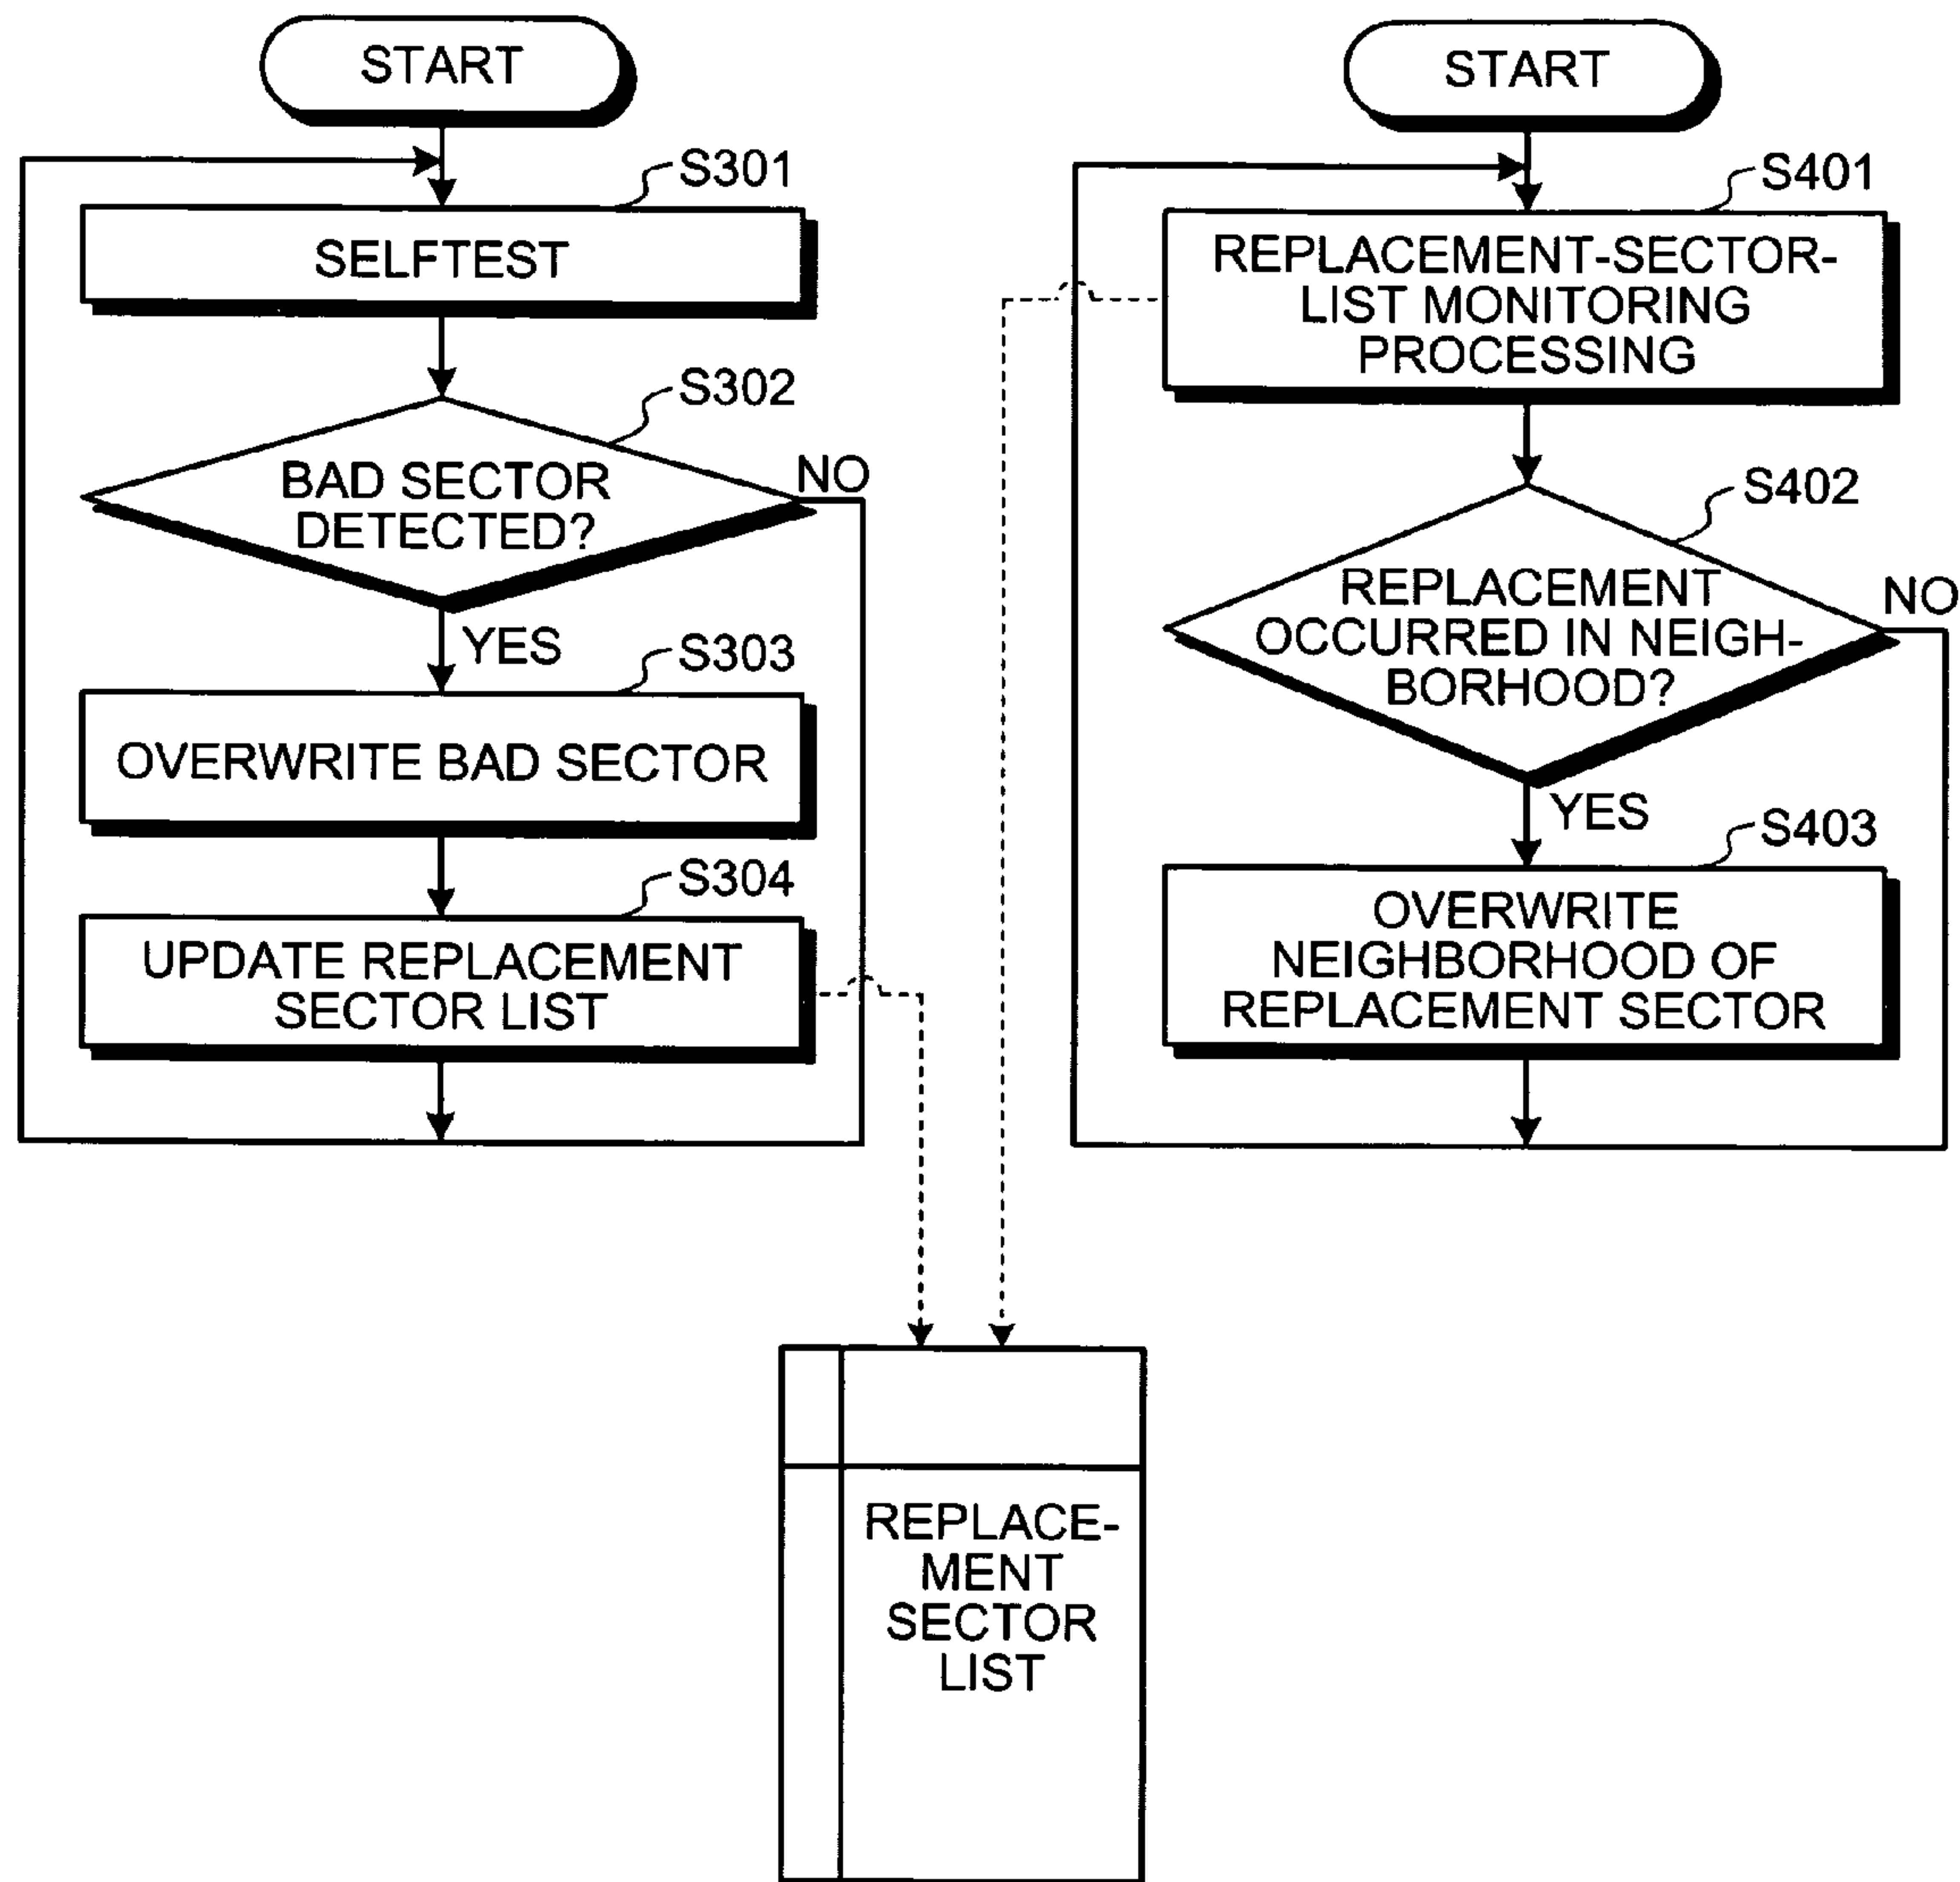 START
S301
SELFTEST
S302
BAD SECTOR
DETECTED?
NO
YES
S303
OVERWRITE BAD SECTOR
S304
UPDATE REPLACEMENT
SECTOR LIST
START
S401
REPLACEMENT-SECTOR-
LIST MONITORING
PROCESSING
S402
REPLACEMENT
OCCURRED IN NEIGH-
BORHOOD?
NO
YES
S403
OVERWRITE
NEIGHBORHOOD OF
REPLACEMENT SECTOR
REPLACE-
MENT
SECTOR
LIST